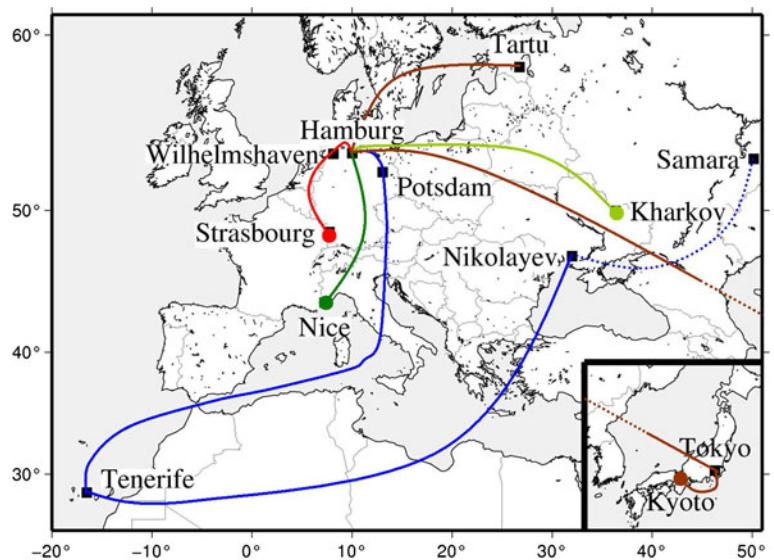 60°
Tartu
Hamburg
Wilhelmshaven
Samara
Potsdam
50°
Kharkov
Strasbourg
Nikolayev
Nice
40°
Tokyo
30°
Tenerife
Kyoto
−20° −10° 0° 10° 20° 30° 40° 50°